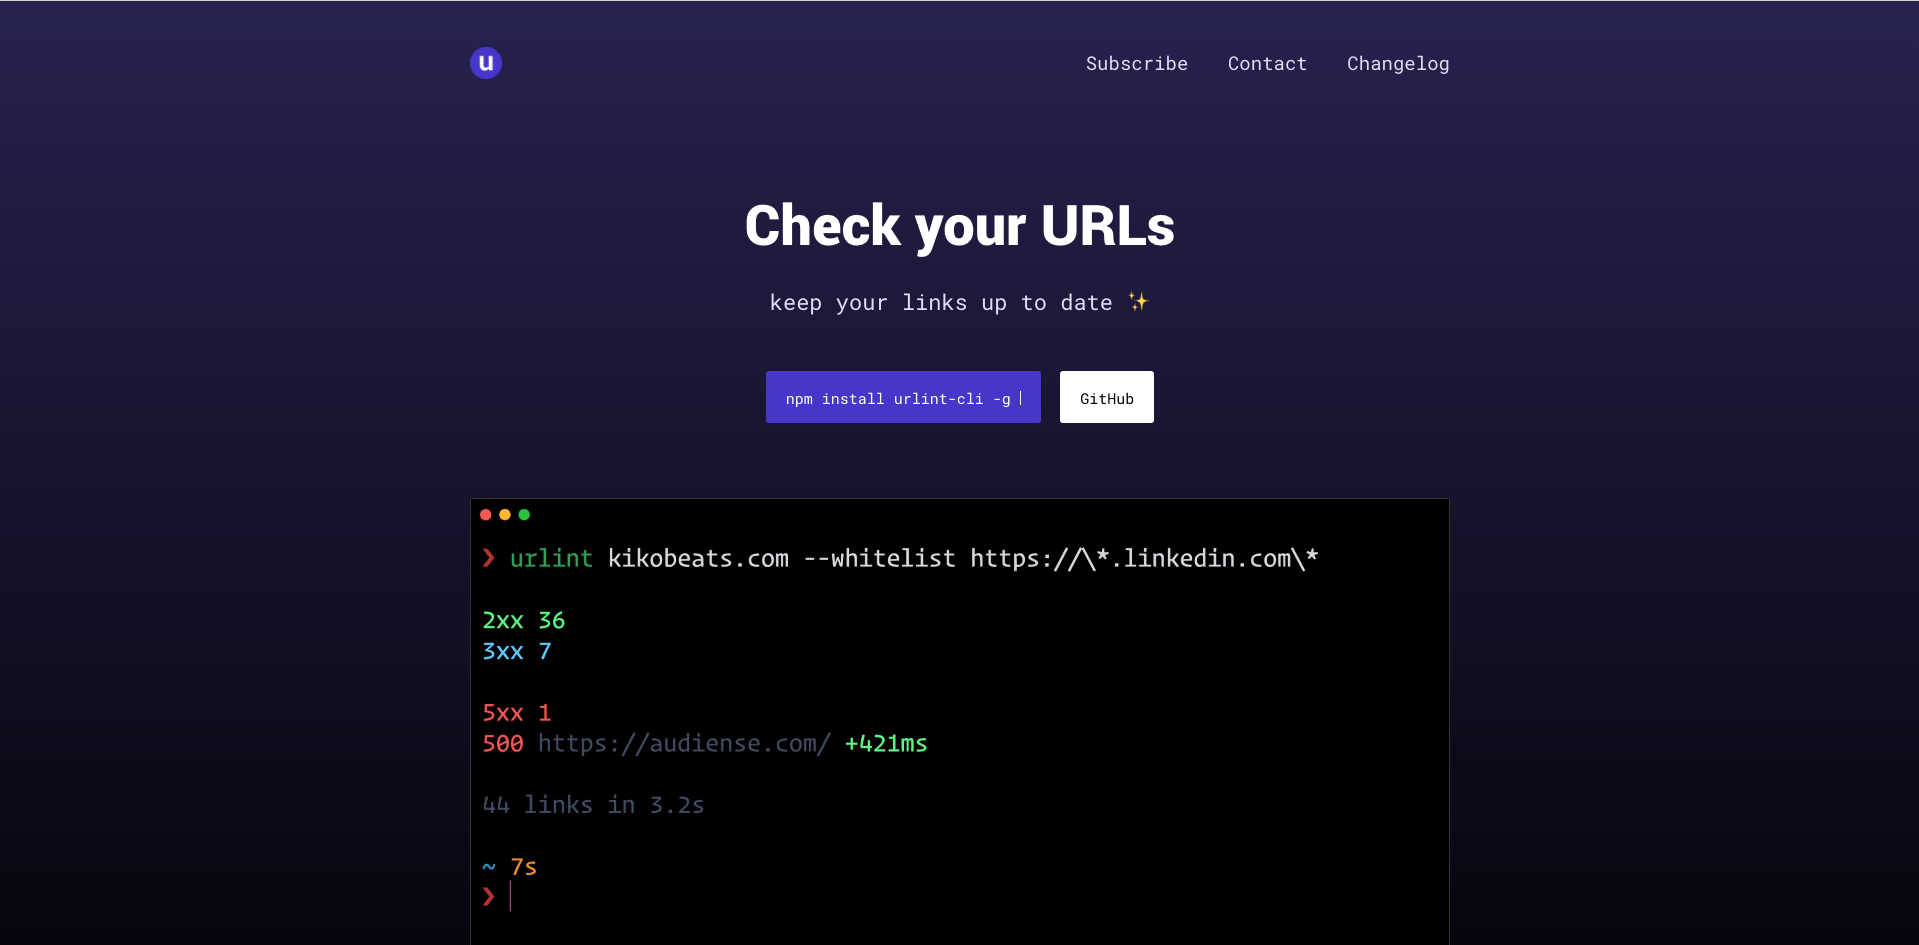 u
Subscribe Contact Changelog
Check your URLs
keep your links up to date ✨
npm install urlint-cli -g
GitHub
❯ urlint kikobeats.com --whitelist https://\*.linkedin.com\*
2xx 36
3xx 7
5xx 1
500 https://audiense.com/ +421ms
44 links in 3.2s
~ 7s
❯